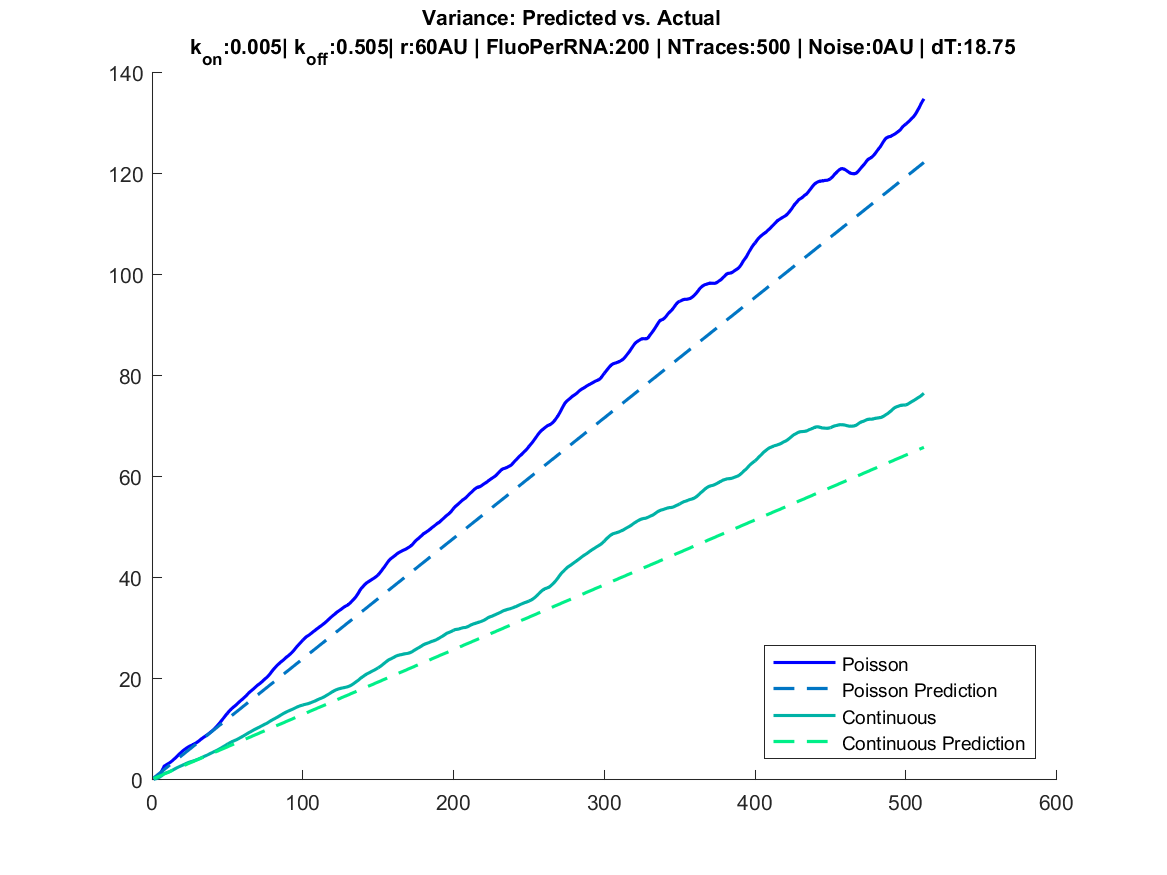 Variance: Predicted vs. Actual
kon:0.005| koff:0.505| r:60AU | FluoPerRNA:200 | NTraces:500 | Noise:0AU | dT:18.75
140
120
100
80
60
40
20
0
0 100 200 300 400 500 600
Poisson
Poisson Prediction
Continuous
Continuous Prediction